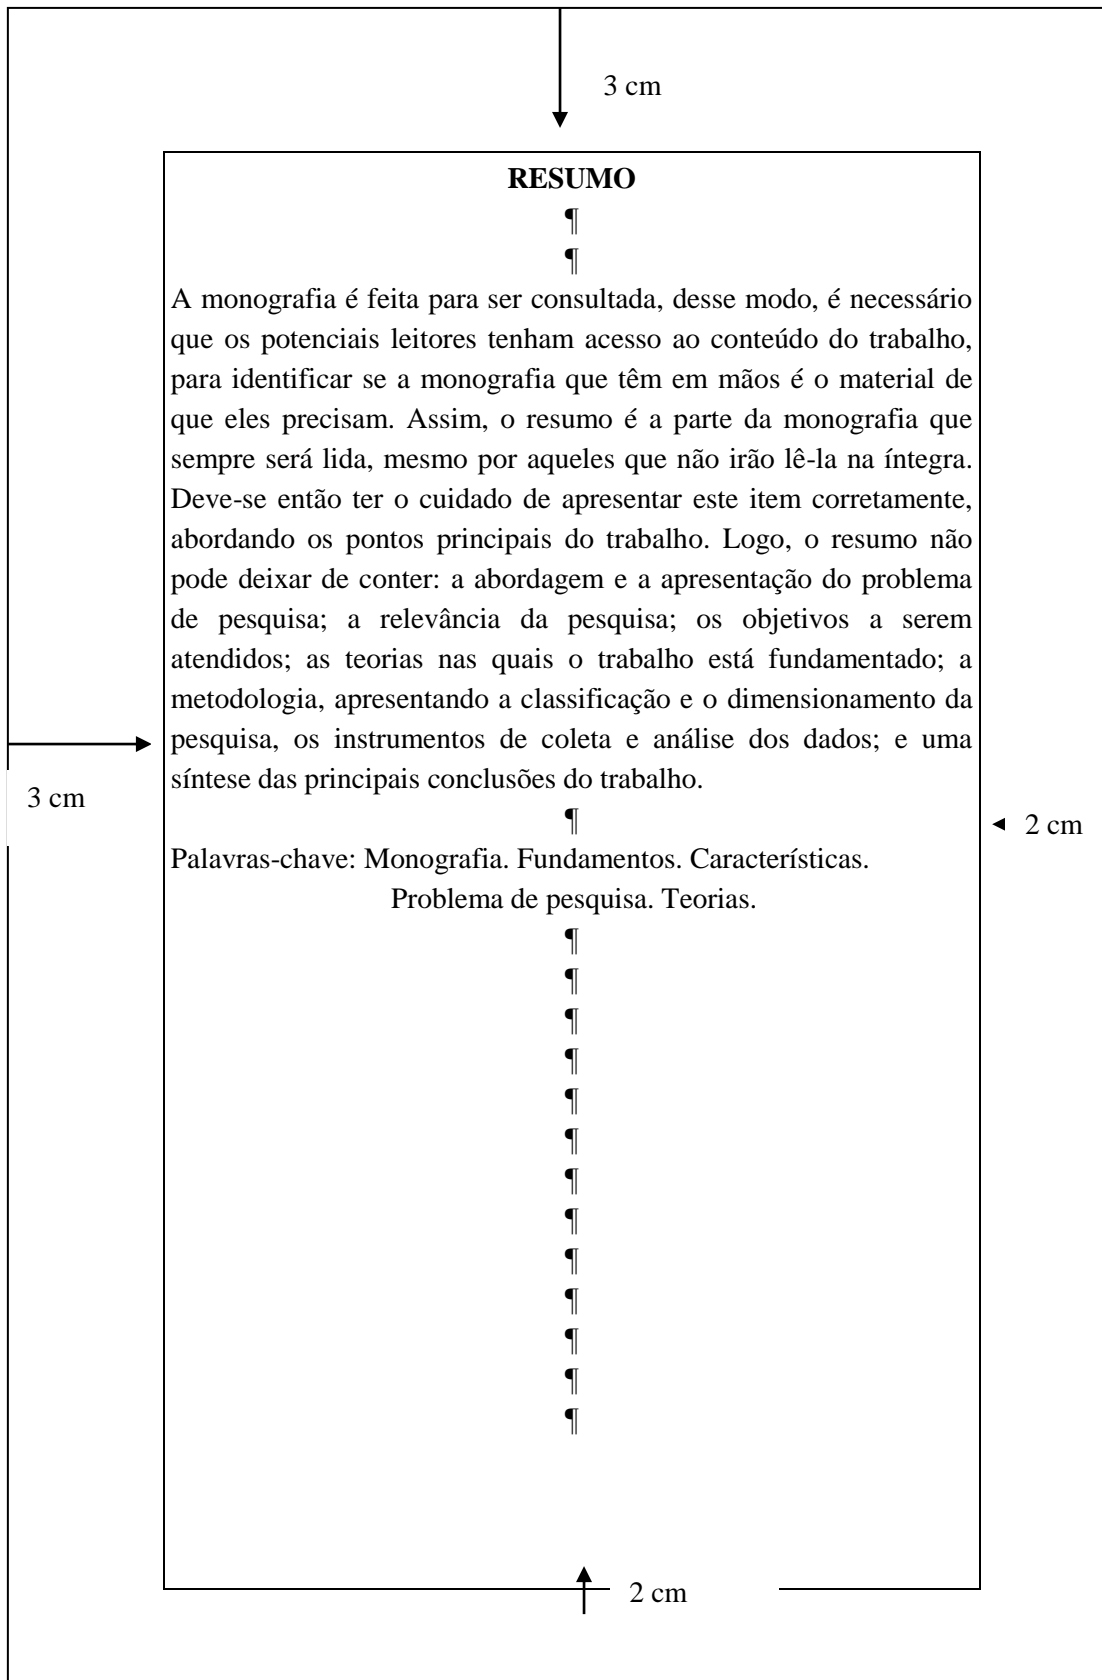 3 cm
RESUMO
¶
¶
A monografia é feita para ser consultada, desse modo, é necessário
que os potenciais leitores tenham acesso ao conteúdo do trabalho,
para identificar se a monografia que têm em mãos é o material de
que eles precisam. Assim, o resumo é a parte da monografia que
sempre será lida, mesmo por aqueles que não irão lê-la na íntegra.
Deve-se então ter o cuidado de apresentar este item corretamente,
abordando os pontos principais do trabalho. Logo, o resumo não
pode deixar de conter: a abordagem e a apresentação do problema
de pesquisa; a relevância da pesquisa; os objetivos a serem
atendidos; as teorias nas quais o trabalho está fundamentado; a
metodologia, apresentando a classificação e o dimensionamento da
pesquisa, os instrumentos de coleta e análise dos dados; e uma
síntese das principais conclusões do trabalho.
3 cm
¶
2 cm
Palavras-chave: Monografia. Fundamentos. Características.
Problema de pesquisa. Teorias.
¶
¶
¶
¶
¶
¶
¶
¶
¶
¶
¶
¶
¶
2 cm